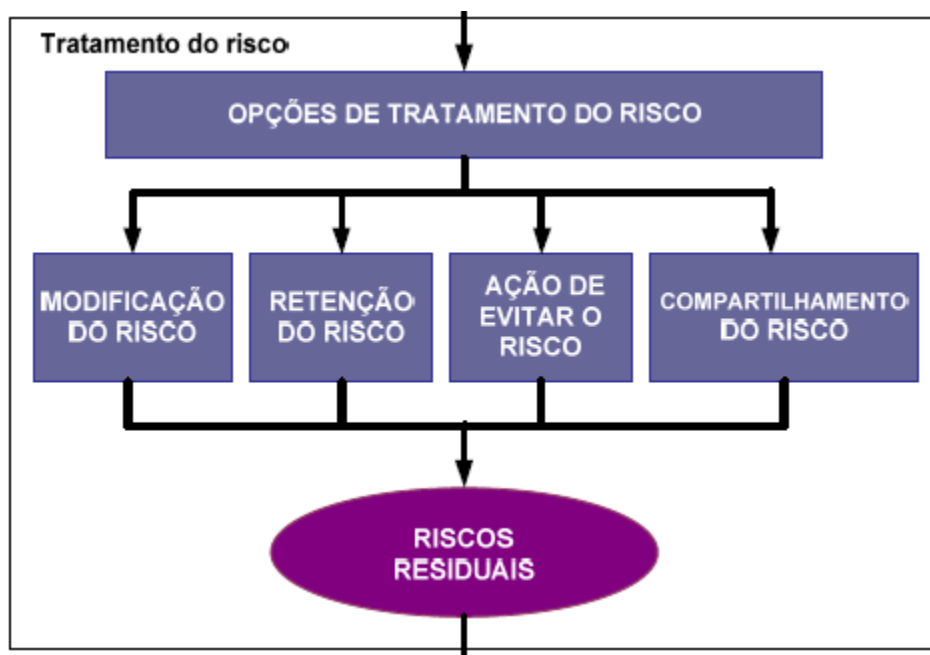 Tratamento do risco
OPÇÕES DE TRATAMENTO DO RISCO
MODIFICAÇÃO
DO RISCO
RETENÇÃO
DO RISCO
AÇÃO DE
EVITAR O
RISCO
COMPARTILHAMENTO
DO RISCO
RISCOS
RESIDUAIS